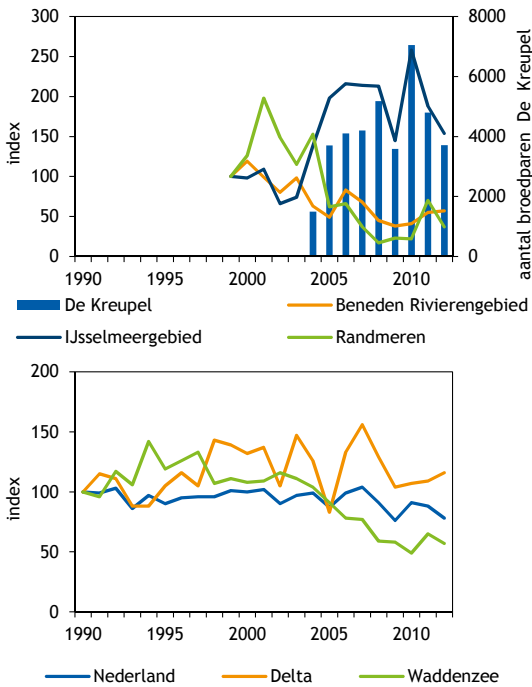 300 8000
250
6000
200
index
150 4000
100
2000
50
0 0
aantal broedparen De Kreupel
1990 1995 2000 2005 2010
De Kreupel Beneden Rivierengebied
IJsselmeergebied Randmeren
200
150
index
100
50
0
1990 1995 2000 2005 2010
Nederland Delta Waddenzee